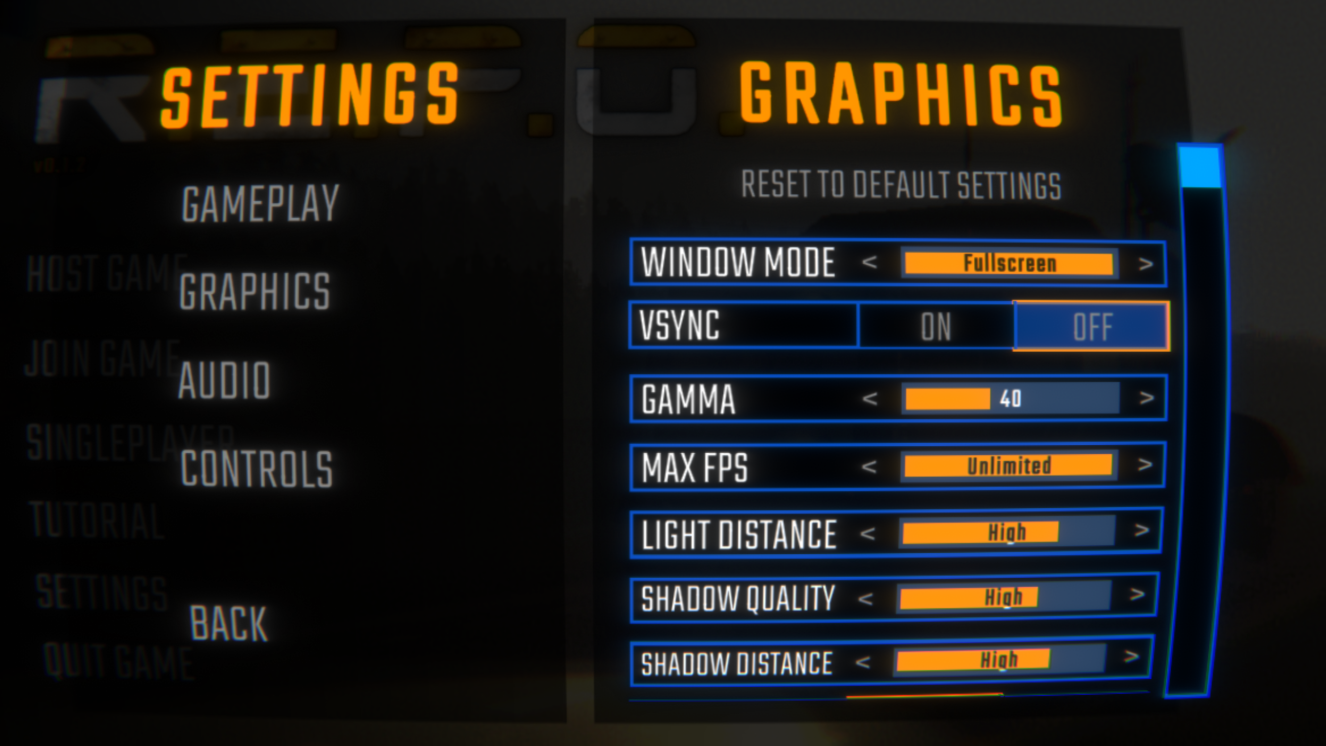 R.E.P.O.
SETTINGS
GAMEPLAY
GRAPHICS
AUDIO
CONTROLS
BACK
HOST GAME
JOIN GAME
SINGLEPLAYER
TUTORIAL
SETTINGS
QUIT GAME
GRAPHICS
RESET TO DEFAULT SETTINGS
WINDOW MODE < Fullscreen >
VSYNC ON OFF
GAMMA < 40 >
MAX FPS < Unlimited >
LIGHT DISTANCE < High >
SHADOW QUALITY < High >
SHADOW DISTANCE < High >